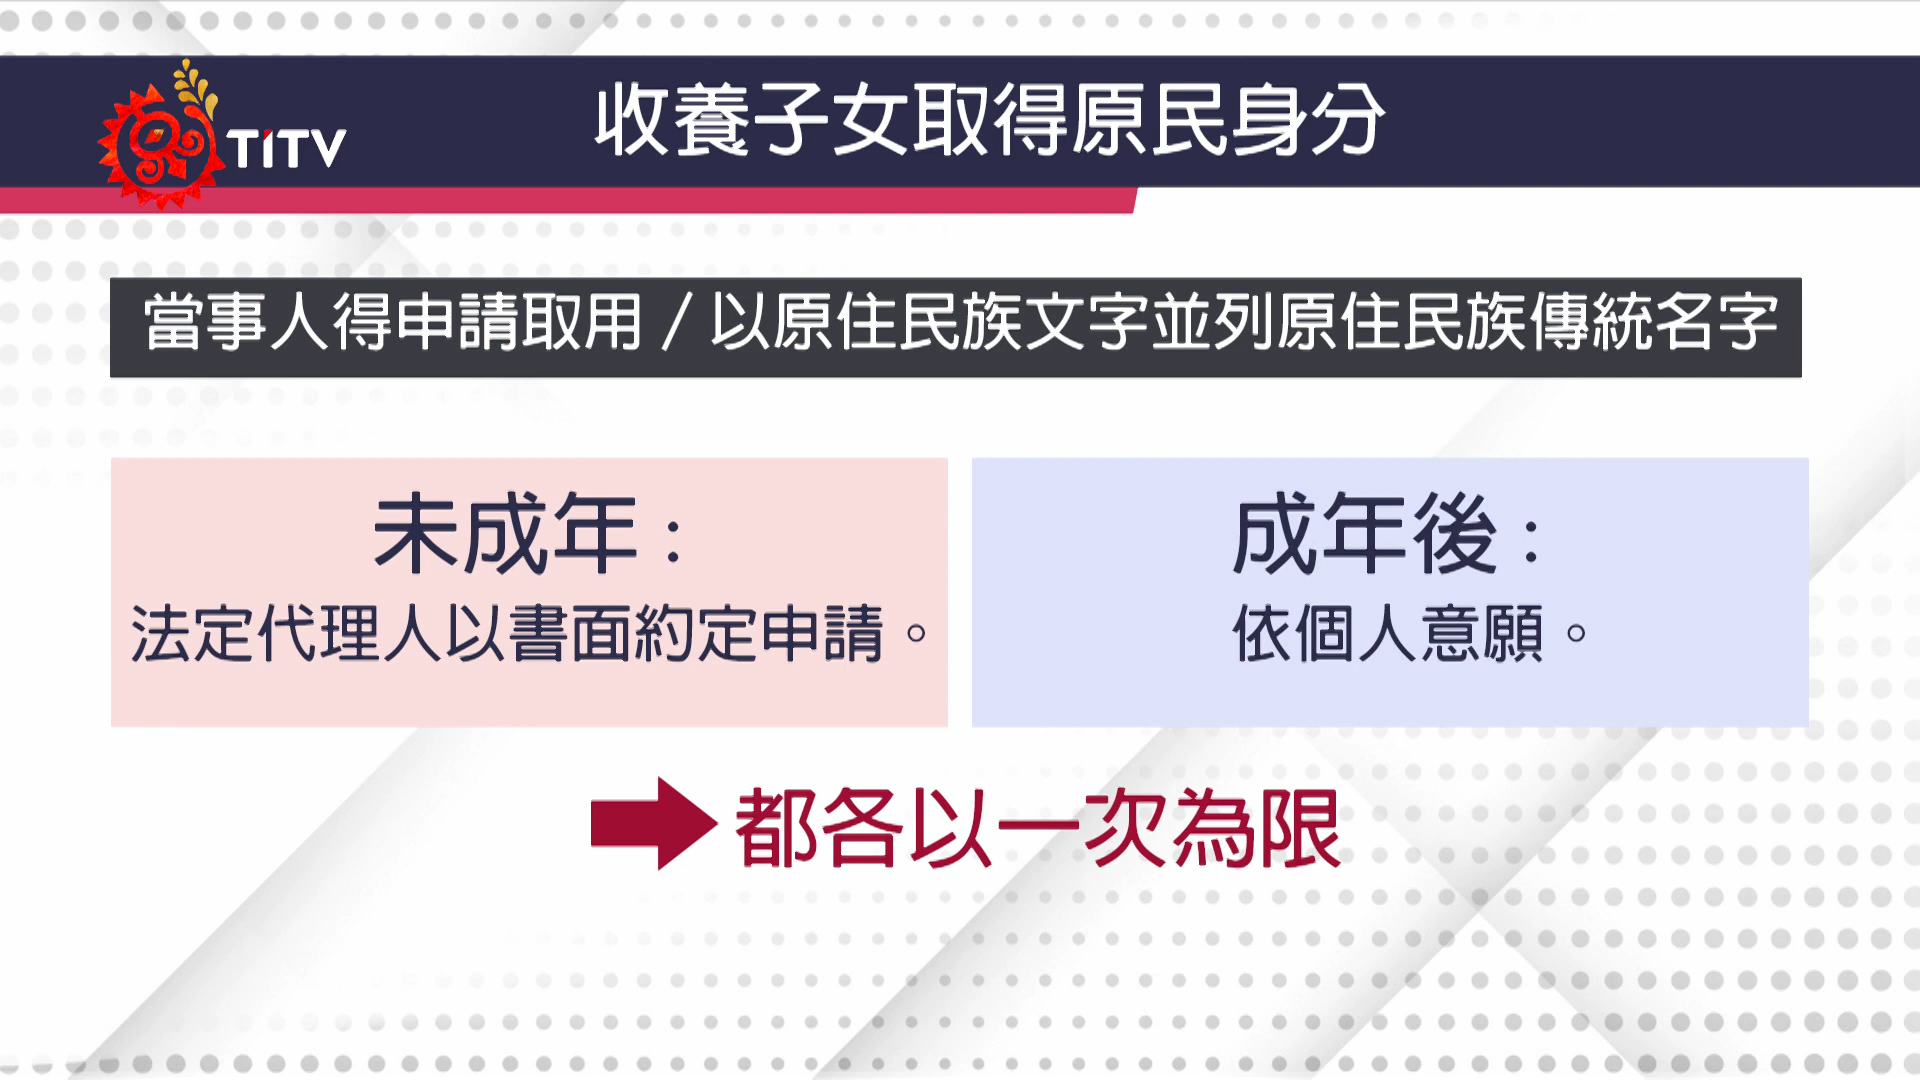 TITV
收養子女取得原民身分
當事人得申請取用／以原住民族文字並列原住民族傳統名字
未成年：
法定代理人以書面約定申請。
成年後：
依個人意願。
都各以一次為限